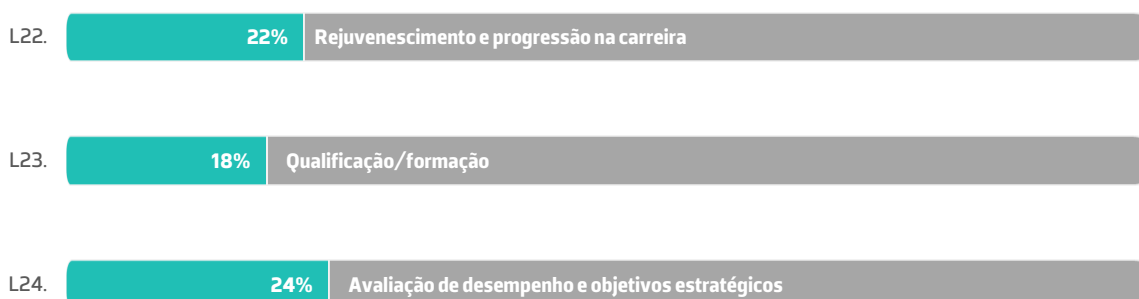 L22. 22% Rejuvenescimento e progressão na carreira
L23. 18% Qualificação/formação
L24. 24% Avaliação de desempenho e objetivos estratégicos